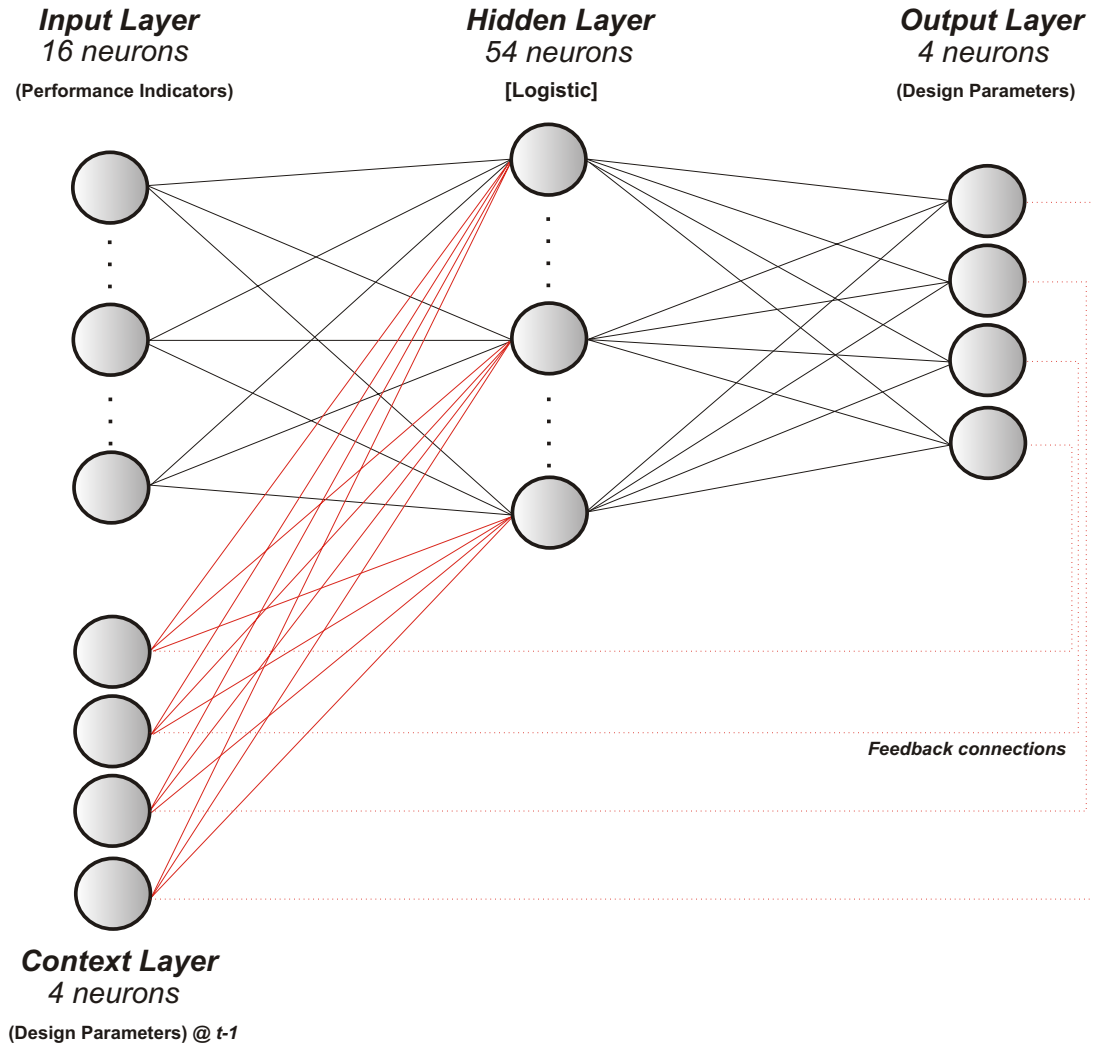 Input Layer
16 neurons
(Performance Indicators)
Hidden Layer
54 neurons
[Logistic]
Output Layer
4 neurons
(Design Parameters)
Feedback connections
Context Layer
4 neurons
(Design Parameters) @ t-1